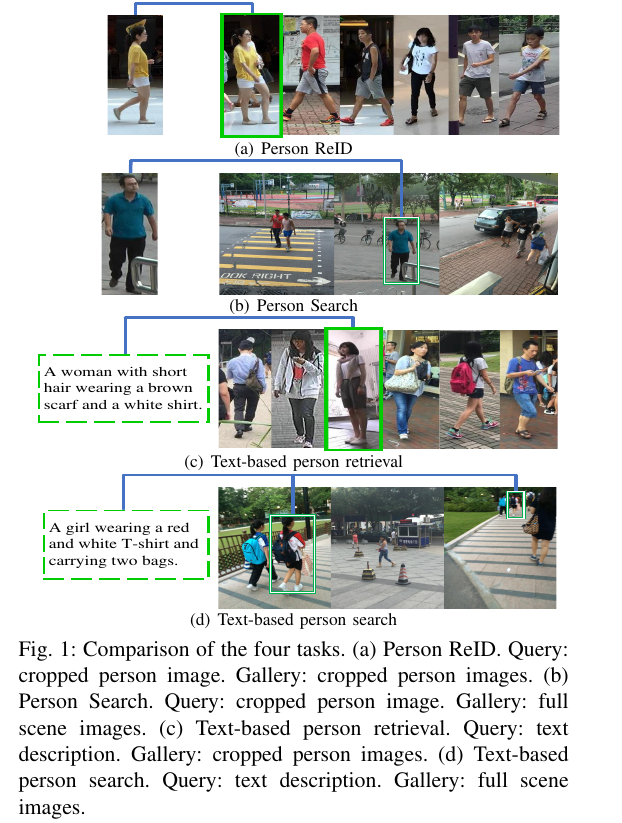 (a) Person ReID
LOOK RIGHT
(b) Person Search
A woman with short
hair wearing a brown
scarf and a white shirt.
(c) Text-based person retrieval
A girl wearing a red
and white T-shirt and
carrying two bags.
(d) Text-based person search
Fig. 1: Comparison of the four tasks. (a) Person ReID. Query:
cropped person image. Gallery: cropped person images. (b)
Person Search. Query: cropped person image. Gallery: full
scene images. (c) Text-based person retrieval. Query: text
description. Gallery: cropped person images. (d) Text-based
person search. Query: text description. Gallery: full scene
images.